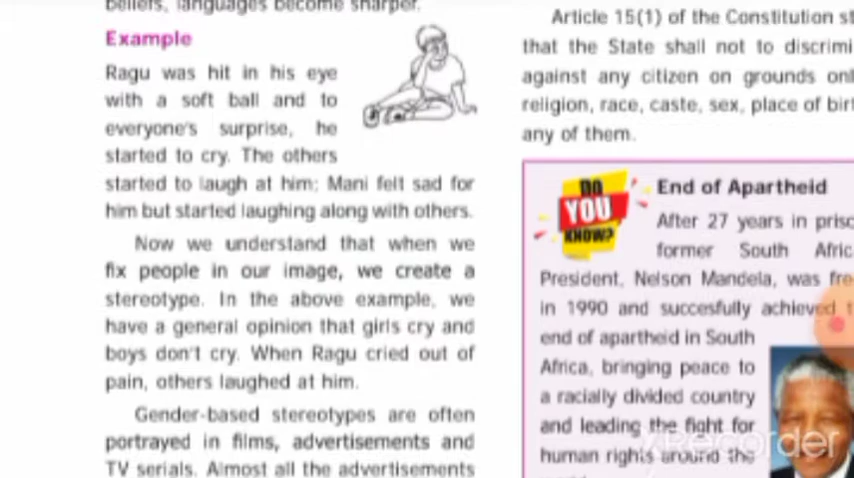 beliefs, languages become sharper.
Example
Ragu was hit in his eye
with a soft ball and to
everyone's surprise, he
started to cry. The others
started to laugh at him; Mani felt sad for
him but started laughing along with others.
Now we understand that when we
fix people in our image, we create a
stereotype. In the above example, we
have a general opinion that girls cry and
boys don't cry. When Ragu cried out of
pain, others laughed at him.
Gender-based stereotypes are often
portrayed in films, advertisements and
TV serials. Almost all the advertisements
Article 15(1) of the Constitution st
that the State shall not to discrimi
against any citizen on grounds onl
religion, race, caste, sex, place of birt
any of them.
DO
YOU
KNOW?
End of Apartheid
After 27 years in priso
former South Afric
President, Nelson Mandela, was fre
in 1990 and succesfully achieved t
end of apartheid in South
Africa, bringing peace to
a racially divided country
and leading the fight for
human rights around the
Recorder